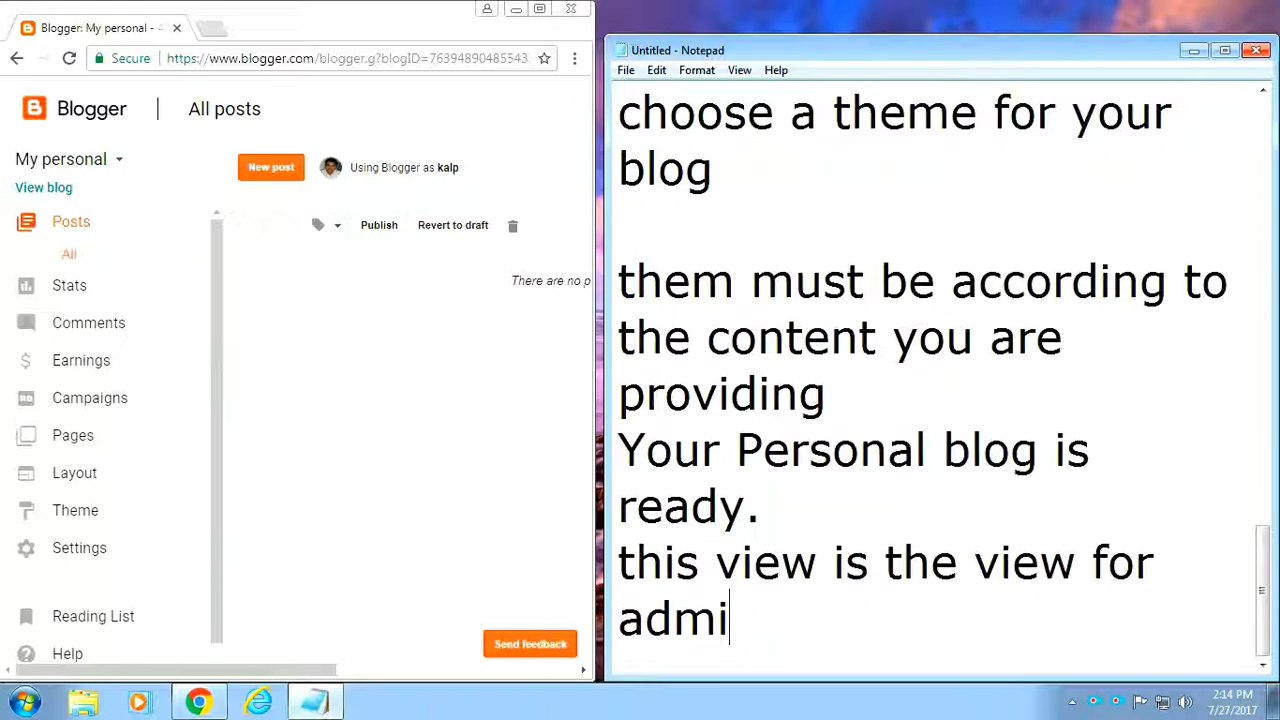 Blogger: My personal - A
Secure
https://www.blogger.com/blogger.g?blogID=76394890485543
Blogger
All posts
My personal
View blog
New post
Using Blogger as kalp
Posts
All
Publish
Revert to draft
There are no p
Stats
Comments
Earnings
Campaigns
Pages
Layout
Theme
Settings
Reading List
Help
Send feedback
Untitled - Notepad
File Edit Format View Help
choose a theme for your
blog
them must be according to
the content you are
providing
Your Personal blog is
ready.
this view is the view for
admi
2:14 PM
7/27/2017